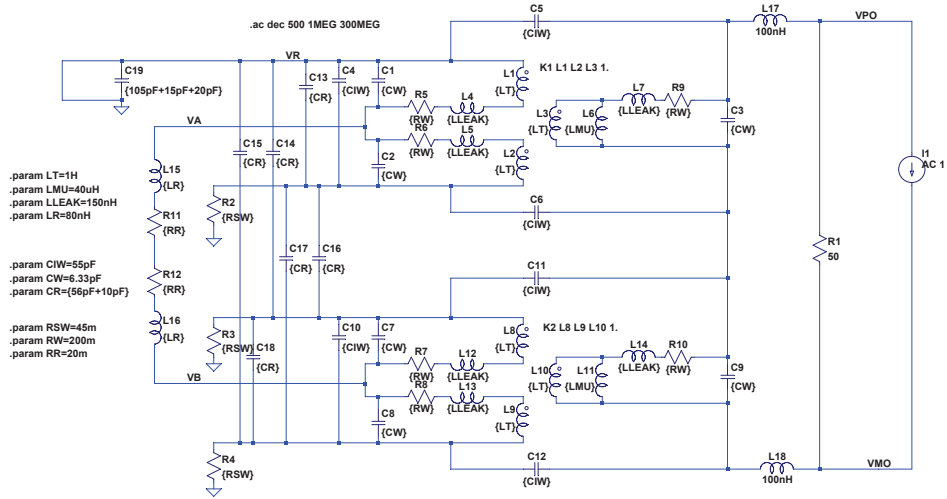 .ac dec 500 1MEG 300MEG
C5
{CIW}
L17
100nH
VPO
VR
C19
{105pF+15pF+20pF}
C13
{CR}
C4
{CIW}
C1
{CW}
L1
{LT}
K1 L1 L2 L3 1.
R5
{RW}
L4
{LLEAK}
L7
{LLEAK}
R9
{RW}
L3
{LT}
L6
{LMU}
C3
{CW}
VA
R6
{RW}
L5
{LLEAK}
C15
{CR}
C14
{CR}
C2
{CW}
L2
{LT}
I1
AC 1
L15
{LR}
.param LT=1H
.param LMU=40uH
.param LLEAK=150nH
.param LR=80nH
R11
{RR}
R2
{RSW}
C6
{CIW}
C17
{CR}
C16
{CR}
R1
50
.param CIW=55pF
.param CW=6.33pF
.param CR={56pF+10pF}
R12
{RR}
C11
{CIW}
.param RSW=45m
.param RW=200m
.param RR=20m
L16
{LR}
R3
{RSW}
C18
{CR}
C10
{CIW}
C7
{CW}
L8
{LT}
K2 L8 L9 L10 1.
R7
{RW}
L12
{LLEAK}
L14
{LLEAK}
R10
{RW}
L10
{LT}
L11
{LMU}
C9
{CW}
VB
R8
{RW}
L13
{LLEAK}
C8
{CW}
L9
{LT}
R4
{RSW}
C12
{CIW}
L18
100nH
VMO